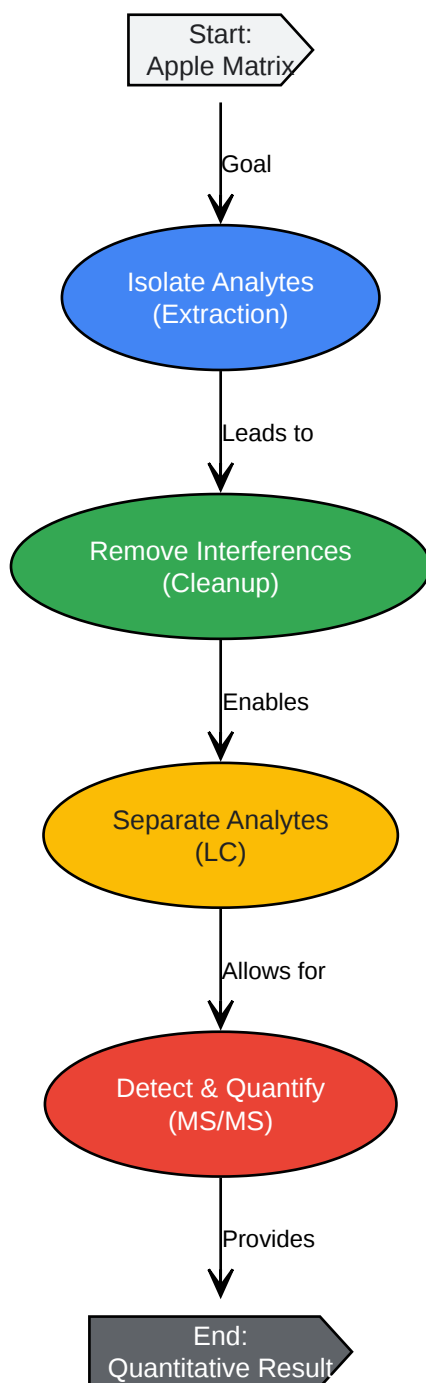 Start:
Apple Matrix
Goal
Isolate Analytes
(Extraction)
Leads to
Remove Interferences
(Cleanup)
Enables
Separate Analytes
(LC)
Allows for
Detect & Quantify
(MS/MS)
Provides
End:
Quantitative Result